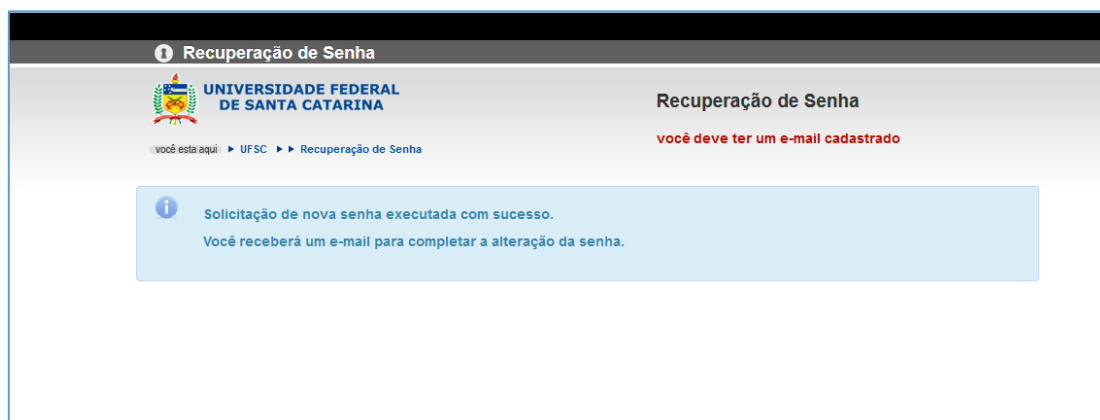 Recuperação de Senha
UNIVERSIDADE FEDERAL
DE SANTA CATARINA
Recuperação de Senha
você deve ter um e-mail cadastrado
você esta aqui ► UFSC ► ► Recuperação de Senha
Solicitação de nova senha executada com sucesso.
Você receberá um e-mail para completar a alteração da senha.